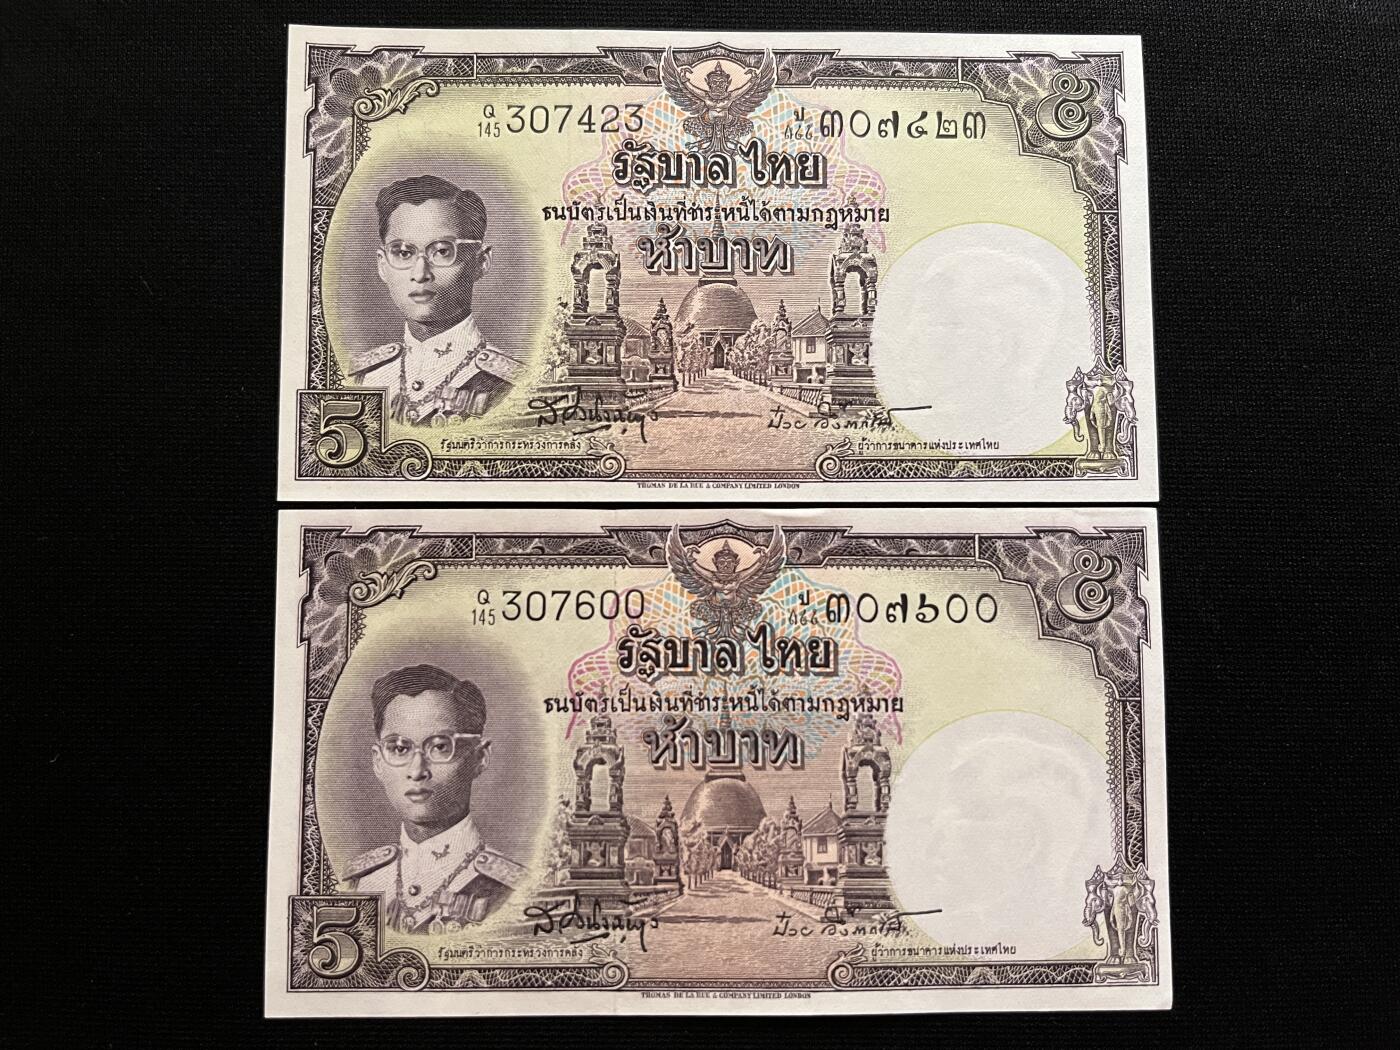 Q
145 307423
ป
๑๔๕ ๓๐๗๔๒๓
๕
รัฐบาลไทย
ธนบัตรเป็นเงินที่ชำระหนี้ได้ตามกฎหมาย
ห้าบาท
5
รัฐมนตรีว่าการกระทรวงการคลัง
ผู้ว่าการธนาคารแห่งประเทศไทย
THOMAS DE LA RUE & COMPANY LIMITED LONDON
Q
145 307600
ป
๑๔๕ ๓๐๗๖๐๐
๕
รัฐบาลไทย
ธนบัตรเป็นเงินที่ชำระหนี้ได้ตามกฎหมาย
ห้าบาท
5
รัฐมนตรีว่าการกระทรวงการคลัง
ผู้ว่าการธนาคารแห่งประเทศไทย
THOMAS DE LA RUE & COMPANY LIMITED LONDON